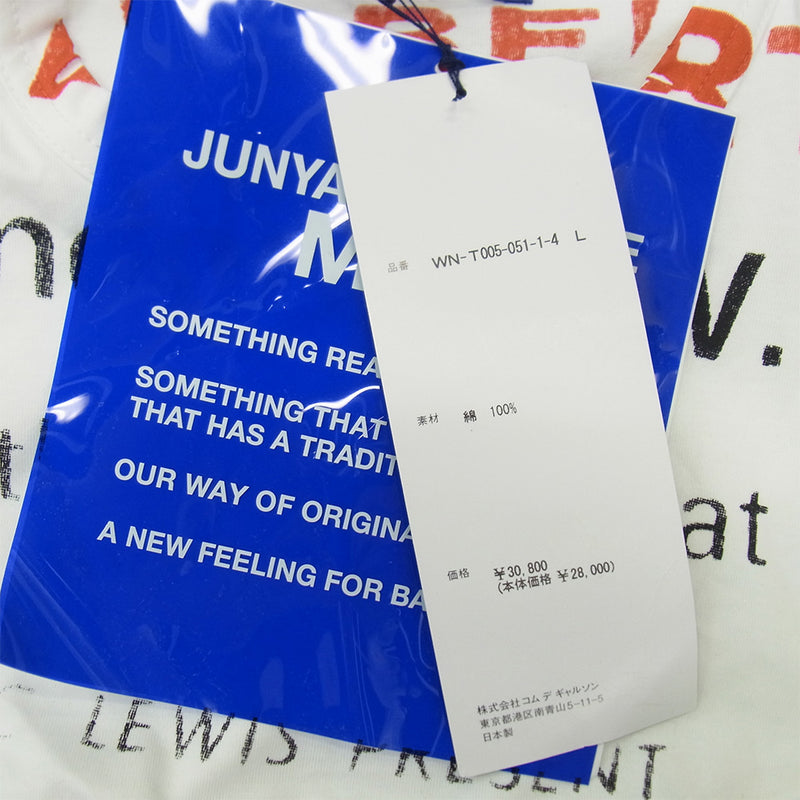 JUNYA
M
E
SOMETHING REA
SOMETHING THAT
THAT HAS A TRADIT
OUR WAY OF ORIGINA
A NEW FEELING FOR BA
品番 WN-T005-051-1-4 L
素材 綿 100%
価格 ¥30,800
(本体価格 ¥28,000)
株式会社コム デ ギャルソン
東京都港区南青山5-11-5
日本製
w.
at
LEWIS PRESENT